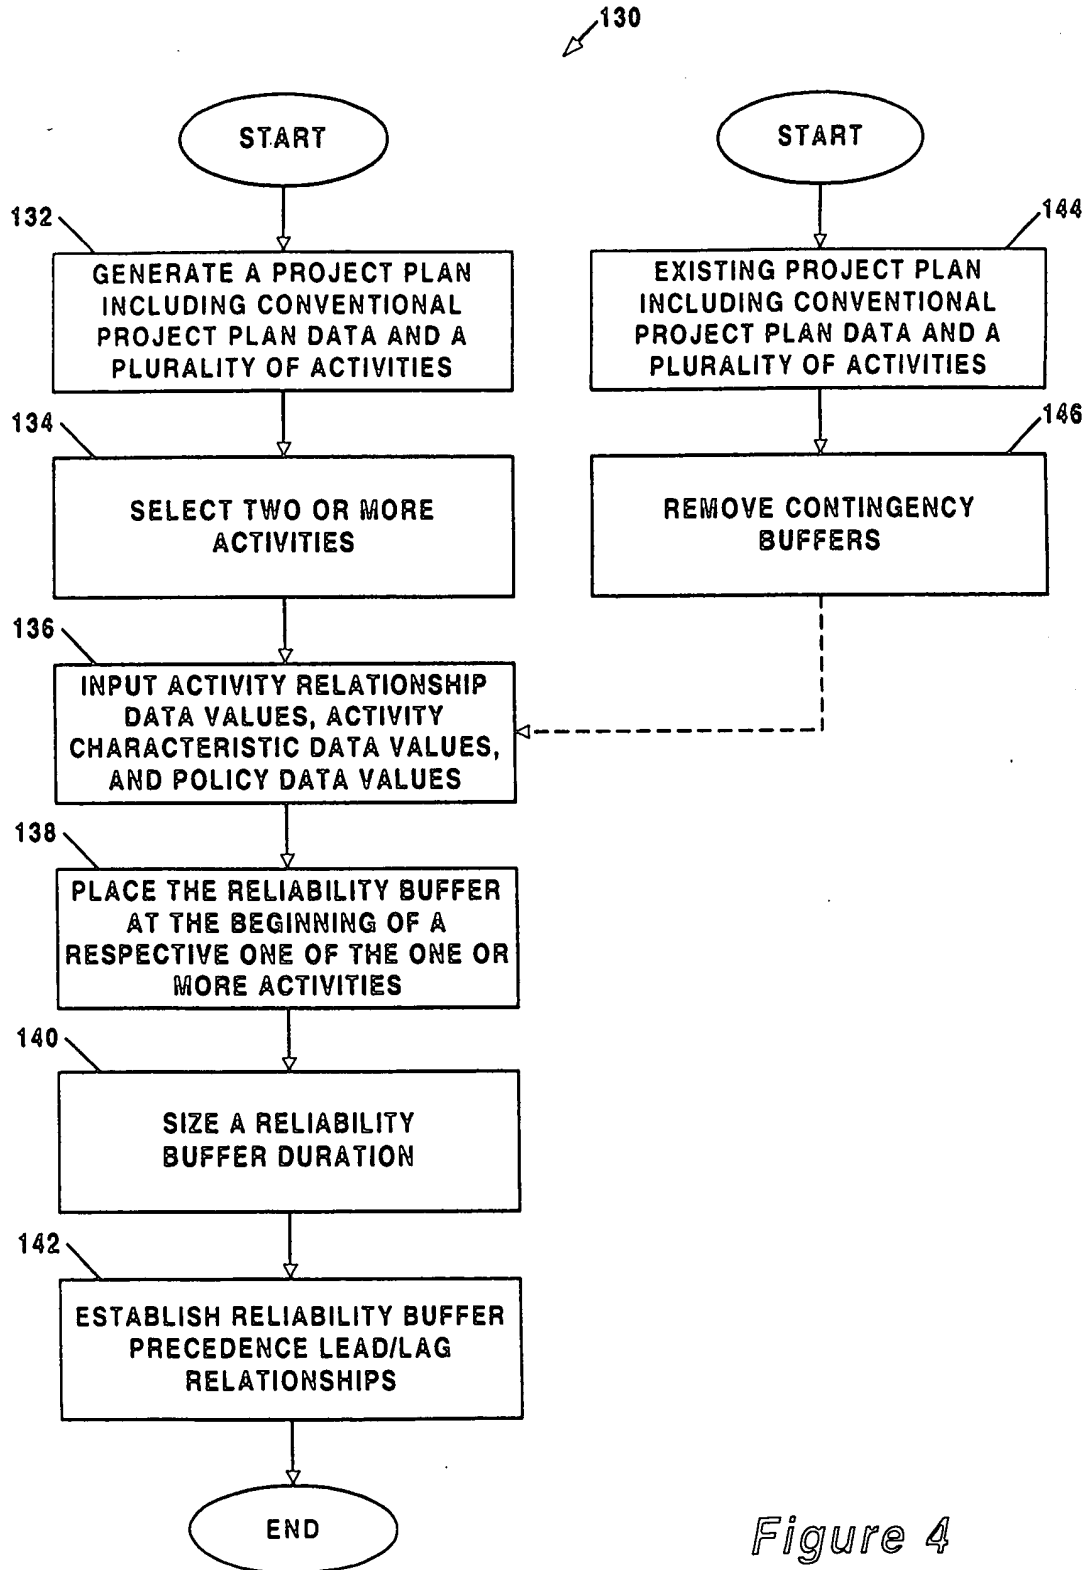 130
START
132
GENERATE A PROJECT PLAN
INCLUDING CONVENTIONAL
PROJECT PLAN DATA AND A
PLURALITY OF ACTIVITIES
134
SELECT TWO OR MORE
ACTIVITIES
136
INPUT ACTIVITY RELATIONSHIP
DATA VALUES, ACTIVITY
CHARACTERISTIC DATA VALUES,
AND POLICY DATA VALUES
138
PLACE THE RELIABILITY BUFFER
AT THE BEGINNING OF A
RESPECTIVE ONE OF THE ONE OR
MORE ACTIVITIES
140
SIZE A RELIABILITY
BUFFER DURATION
142
ESTABLISH RELIABILITY BUFFER
PRECEDENCE LEAD/LAG
RELATIONSHIPS
END
START
144
EXISTING PROJECT PLAN
INCLUDING CONVENTIONAL
PROJECT PLAN DATA AND A
PLURALITY OF ACTIVITIES
146
REMOVE CONTINGENCY
BUFFERS
Figure 4